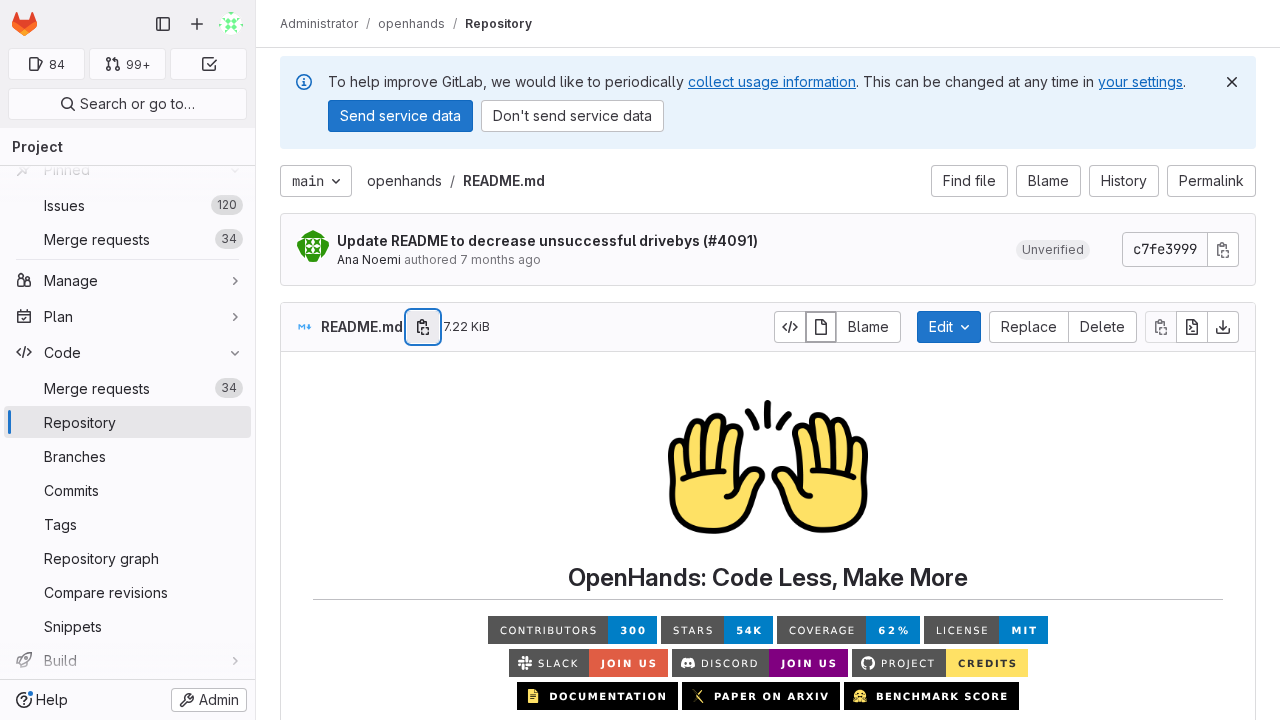 Administrator / openhands / Repository
84
99+
Search or go to…
Project
Pinned
Issues 120
Merge requests 34
Manage
Plan
Code
Merge requests 34
Repository
Branches
Commits
Tags
Repository graph
Compare revisions
Snippets
Build
Help
Admin
To help improve GitLab, we would like to periodically collect usage information. This can be changed at any time in your settings.
Send service data Don't send service data
main openhands / README.md Find file Blame History Permalink
Update README to decrease unsuccessful drivebys (#4091)
Ana Noemi authored 7 months ago
Unverified c7fe3999
README.md 7.22 KiB Blame Edit Replace Delete
OpenHands: Code Less, Make More
CONTRIBUTORS 300 STARS 54K COVERAGE 62% LICENSE MIT
SLACK JOIN US DISCORD JOIN US PROJECT CREDITS
DOCUMENTATION PAPER ON ARXIV BENCHMARK SCORE